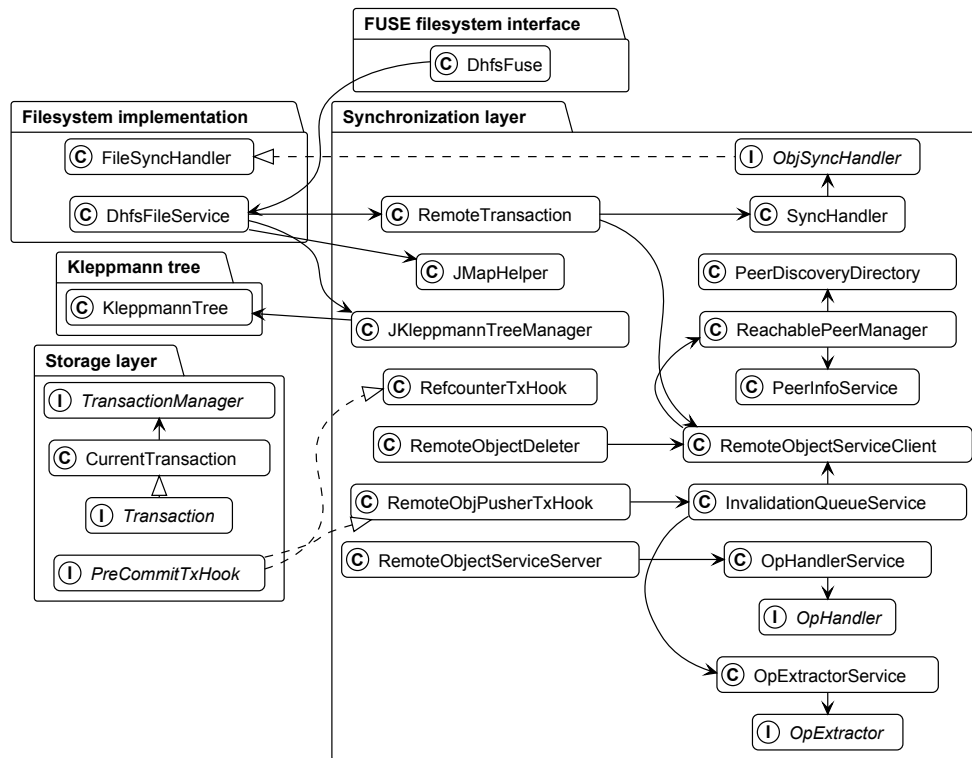 FUSE filesystem interface
C DhfsFuse
Filesystem implementation
C FileSyncHandler
C DhfsFileService
Kleppmann tree
C KleppmannTree
Storage layer
I TransactionManager
C CurrentTransaction
I Transaction
I PreCommitTxHook
Synchronization layer
I ObjSyncHandler
C RemoteTransaction
C SyncHandler
C JMapHelper
C PeerDiscoveryDirectory
C JKleppmannTreeManager
C ReachablePeerManager
C RefcounterTxHook
C PeerInfoService
C RemoteObjectDeleter
C RemoteObjectServiceClient
C RemoteObjPusherTxHook
C InvalidationQueueService
C RemoteObjectServiceServer
C OpHandlerService
I OpHandler
C OpExtractorService
I OpExtractor